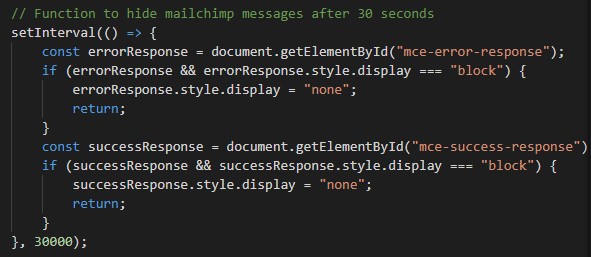 // Function to hide mailchimp messages after 30 seconds
setInterval(() => {
    const errorResponse = document.getElementById("mce-error-response");
    if (errorResponse && errorResponse.style.display === "block") {
        errorResponse.style.display = "none";
        return;
    }
    const successResponse = document.getElementById("mce-success-response")
    if (successResponse && successResponse.style.display === "block") {
        successResponse.style.display = "none";
        return;
    }
}, 30000);